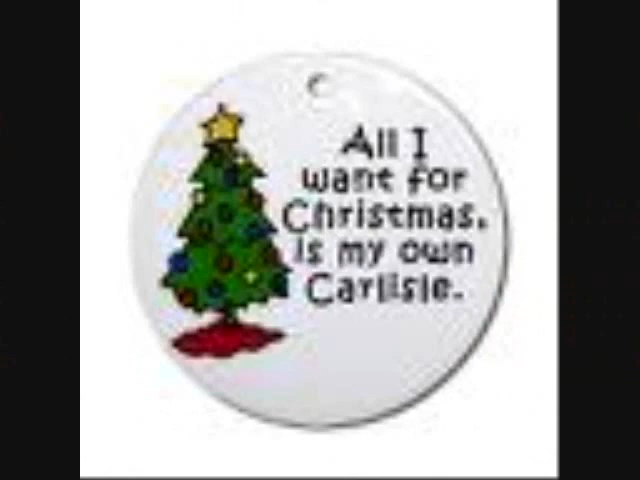 All I
want for
Christmas,
is my own
Carlisle.